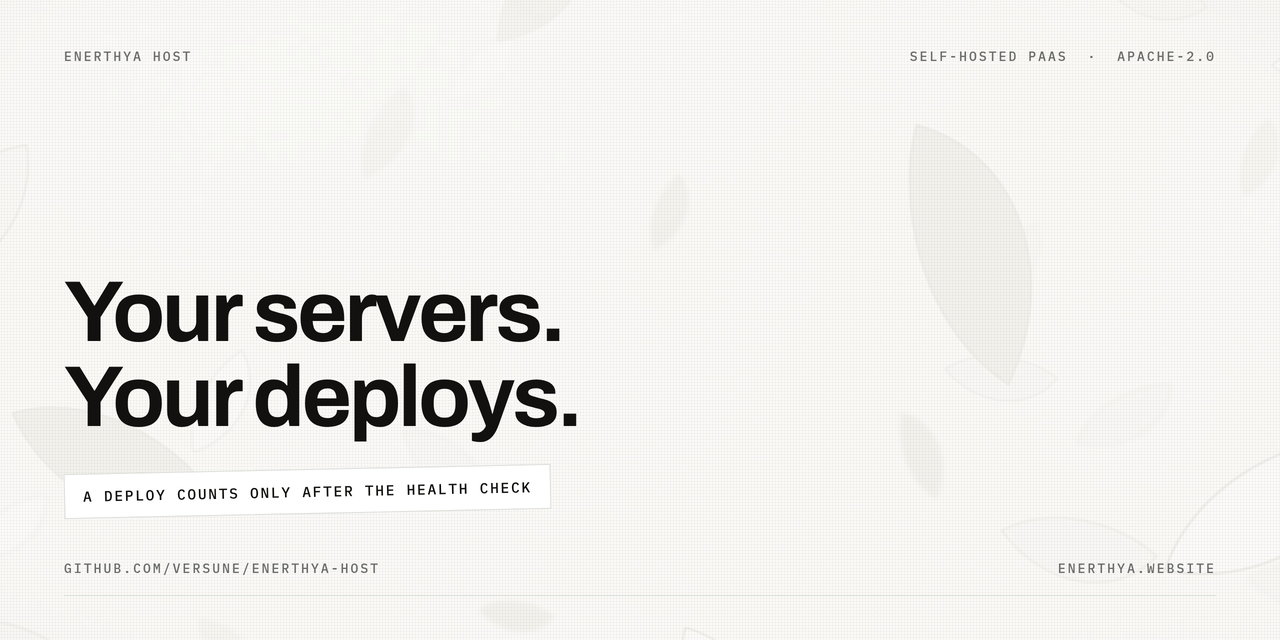 ENERTHYA HOST
SELF-HOSTED PAAS · APACHE-2.0
Your servers.
Your deploys.
A DEPLOY COUNTS ONLY AFTER THE HEALTH CHECK
GITHUB.COM/VERSUNE/ENERTHYA-HOST
ENERTHYA.WEBSITE